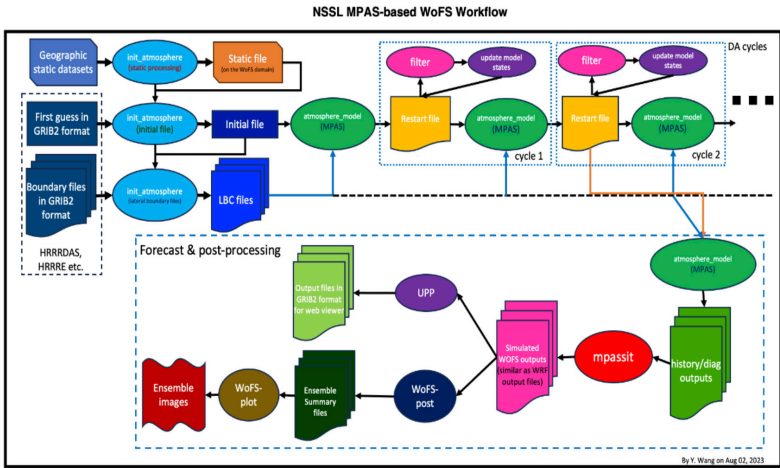 NSSL MPAS-based WoFS Workflow
Geographic
static datasets
init_atmosphere
(static processing)
Static file
(on the WoFS domain)
filter
update model
states
filter
update model
states
DA cycles
First guess in
GRIB2 format
init_atmosphere
(initial file)
Initial file
atmosphere_model
(MPAS)
Restart file
atmosphere_model
(MPAS)
cycle 1
Restart file
atmosphere_model
(MPAS)
cycle 2
Boundary files
in GRIB2
format
init_atmosphere
(lateral boundary files)
LBC files
HRRRDAS,
HRRRE etc.
Forecast & post-processing
atmosphere_model
(MPAS)
Output files in
GRIB2 format
for web viewer
UPP
Simulated
WOFS outputs
(similar as WRF
output files)
mpassit
history/diag
outputs
Ensemble
images
WoFS-
plot
Ensemble
Summary
files
WoFS-
post
By Y. Wang on Aug 02, 2023